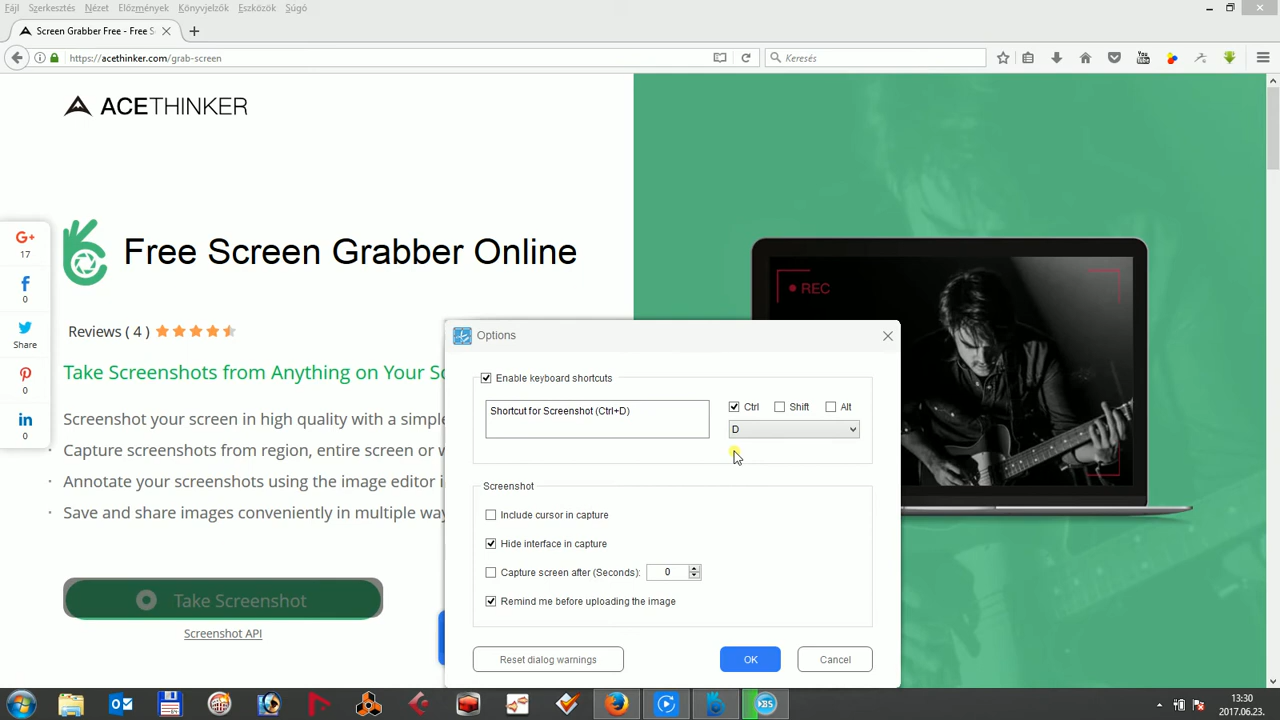 Fájl Szerkesztés Nézet Előzmények Könyvjelzők Eszközök Súgó
Screen Grabber Free - Free S
https://acethinker.com/grab-screen
Keresés
You Tube
ACETHINKER
G+
17
0
Share
0
0
Free Screen Grabber Online
Reviews ( 4 )
Take Screenshots from Anything on Your Sc
Screenshot your screen in high quality with a simple
· Capture screenshots from region, entire screen or w
· Annotate your screenshots using the image editor i
· Save and share images conveniently in multiple way
Take Screenshot
Screenshot API
REC
Options
Enable keyboard shortcuts
Shortcut for Screenshot (Ctrl+D)
Ctrl Shift Alt
D
Screenshot
Include cursor in capture
Hide interface in capture
Capture screen after (Seconds): 0
Remind me before uploading the image
Reset dialog warnings
OK
Cancel
13:30
2017.06.23.